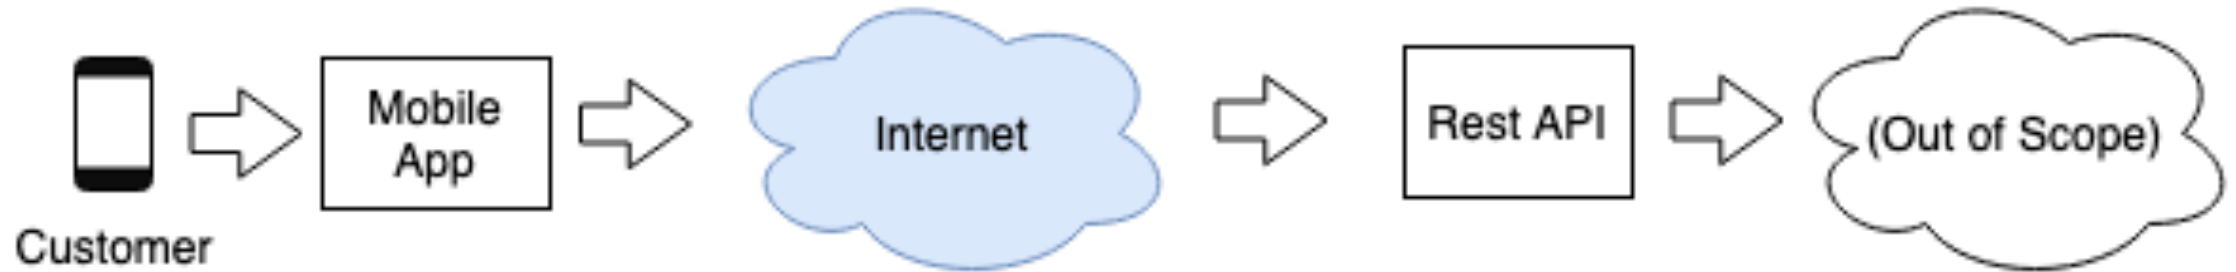 Customer
Mobile
App
Internet
Rest API
(Out of Scope)